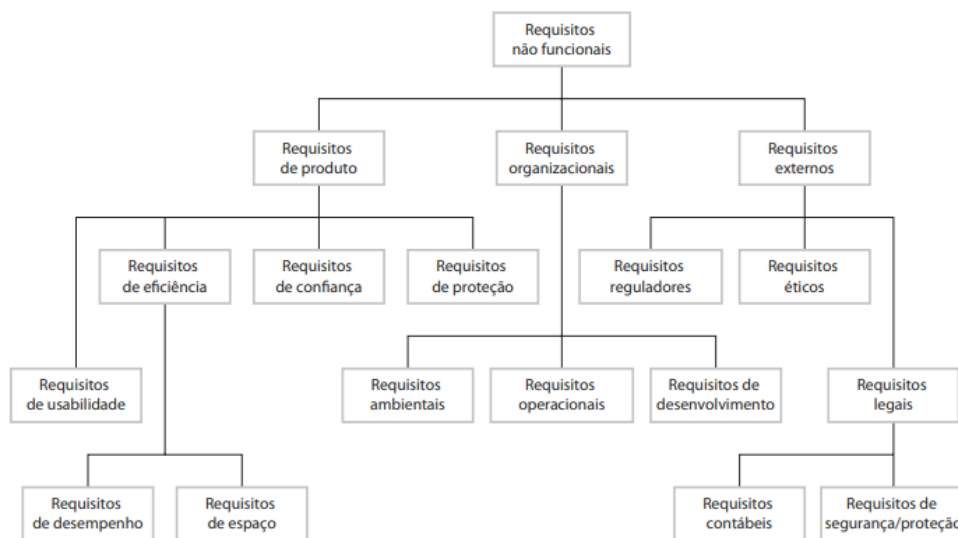 Requisitos
não funcionais
Requisitos
de produto
Requisitos
organizacionais
Requisitos
externos
Requisitos
de eficiência
Requisitos
de confiança
Requisitos
de proteção
Requisitos
reguladores
Requisitos
éticos
Requisitos
de usabilidade
Requisitos
ambientais
Requisitos
operacionais
Requisitos de
desenvolvimento
Requisitos
legais
Requisitos
de desempenho
Requisitos
de espaço
Requisitos
contábeis
Requisitos de
segurança/proteção